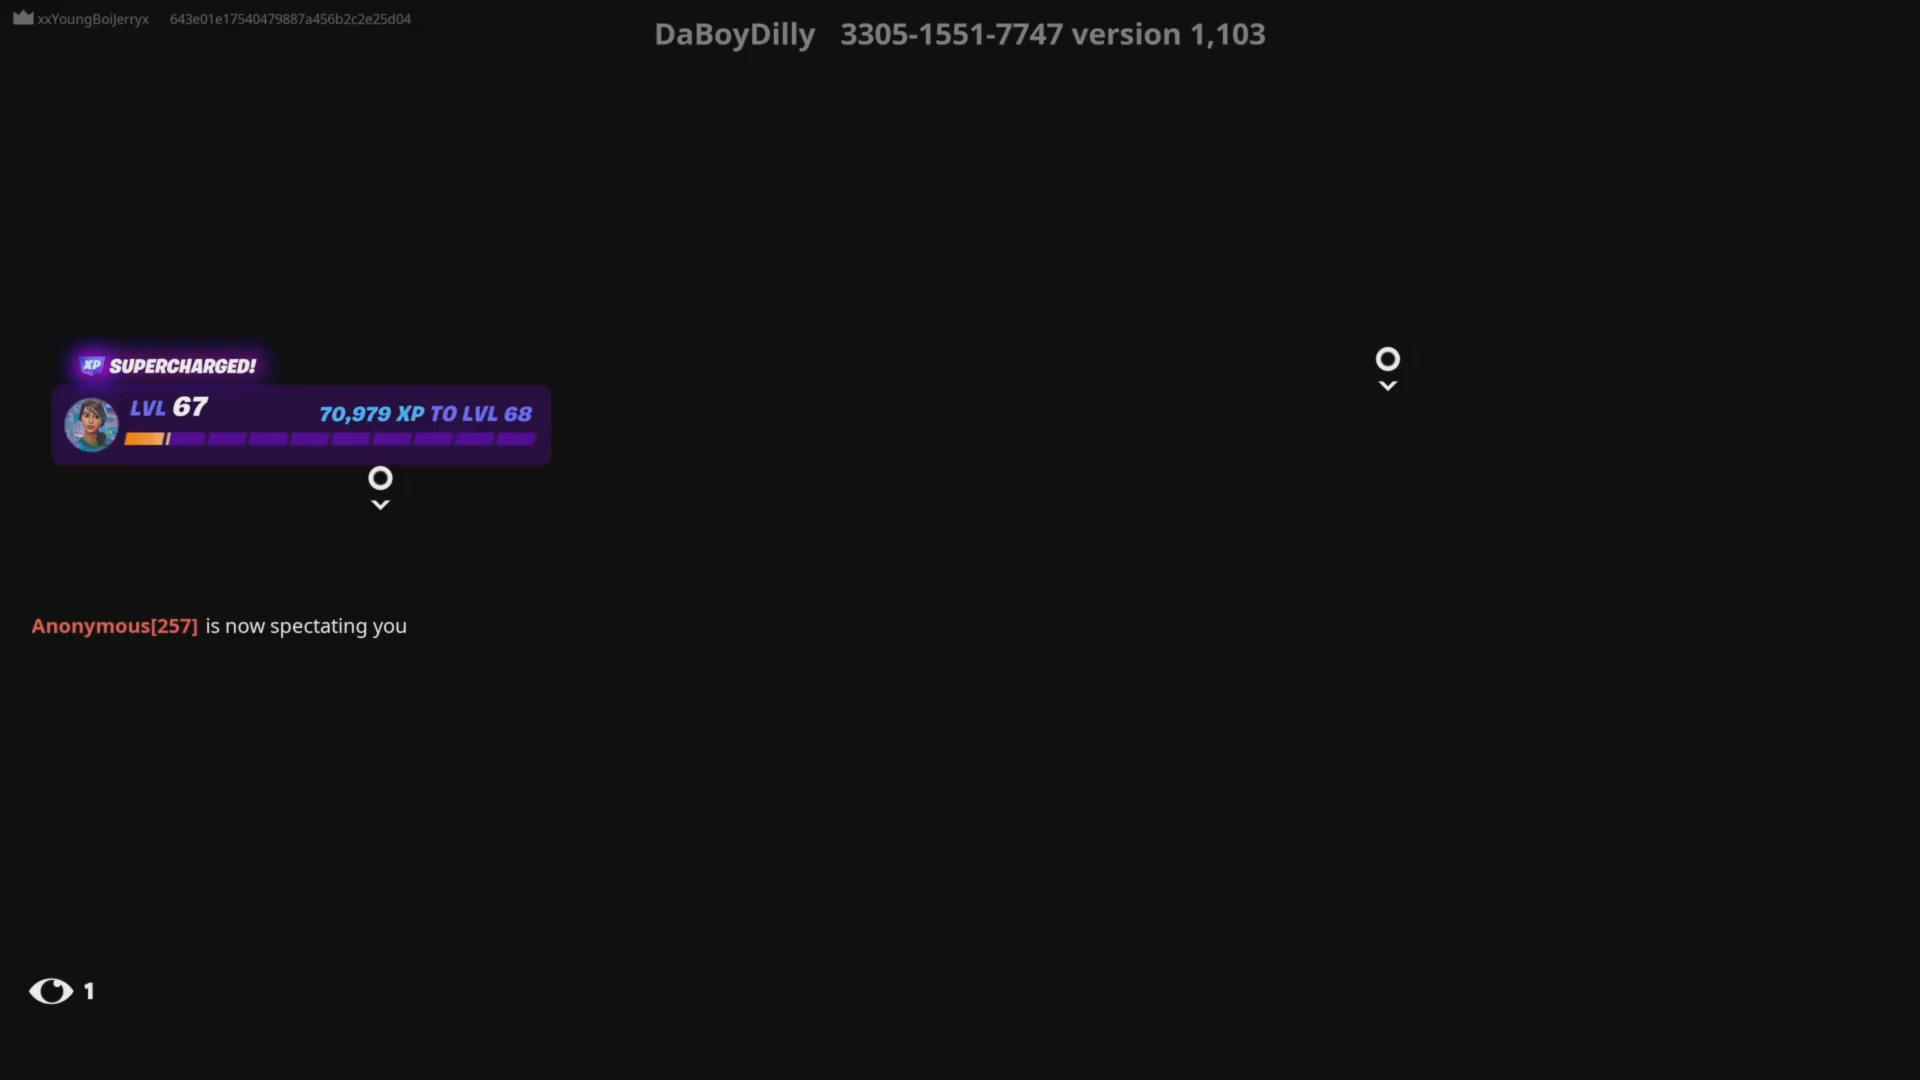 xxYoungBoiJerryx 643e01e17540479887a456b2c2e25d04
DaBoyDilly 3305-1551-7747 version 1,103
XP SUPERCHARGED!
LVL 67 70,979 XP TO LVL 68
Anonymous[257] is now spectating you
1